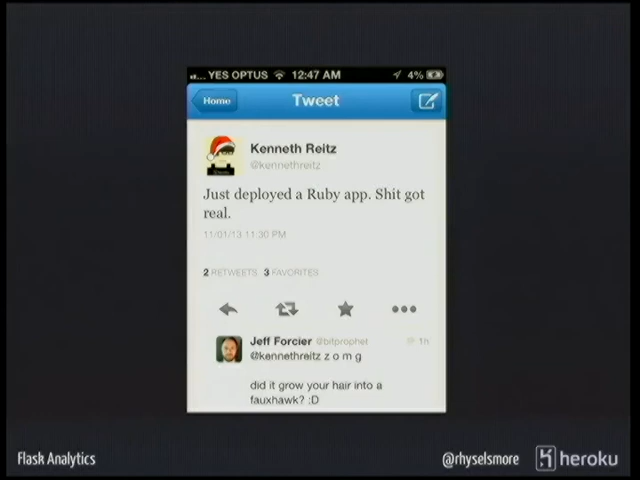 YES OPTUS 12:47 AM 4%
Home
Tweet
Kenneth Reitz
@kennethreitz
Just deployed a Ruby app. Shit got
real.
11/01/13 11:30 PM
2 RETWEETS 3 FAVORITES
Jeff Forcier @bitprophet 1h
@kennethreitz z o m g
did it grow your hair into a
fauxhawk? :D
Flask Analytics
@rhyselsmore
heroku